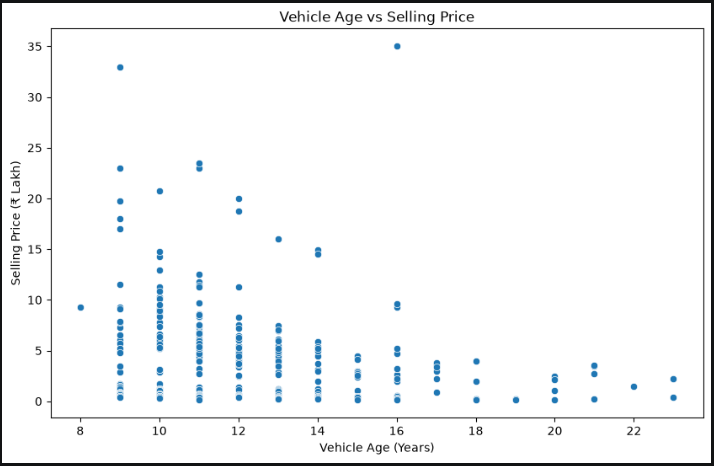 Vehicle Age vs Selling Price
Selling Price (₹ Lakh)
35
30
25
20
15
10
5
0
8 10 12 14 16 18 20 22
Vehicle Age (Years)